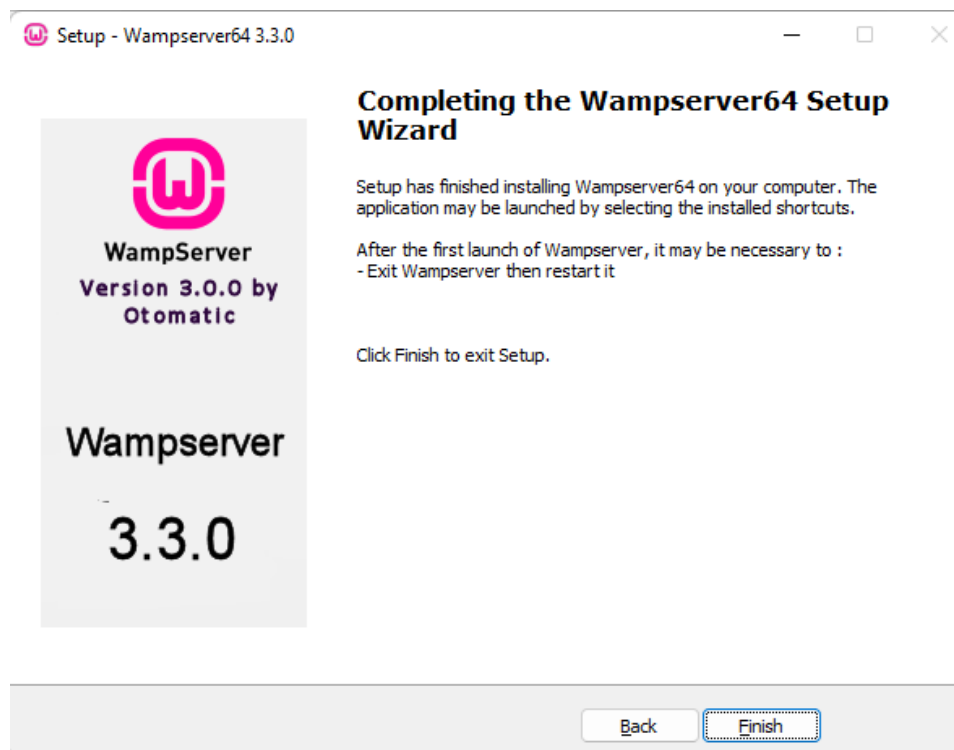 Setup - Wampserver64 3.3.0
Completing the Wampserver64 Setup
Wizard
Setup has finished installing Wampserver64 on your computer. The
application may be launched by selecting the installed shortcuts.
After the first launch of Wampserver, it may be necessary to :
- Exit Wampserver then restart it
Click Finish to exit Setup.
WampServer
Version 3.0.0 by
Otomatic
Wampserver
3.3.0
Back
Finish